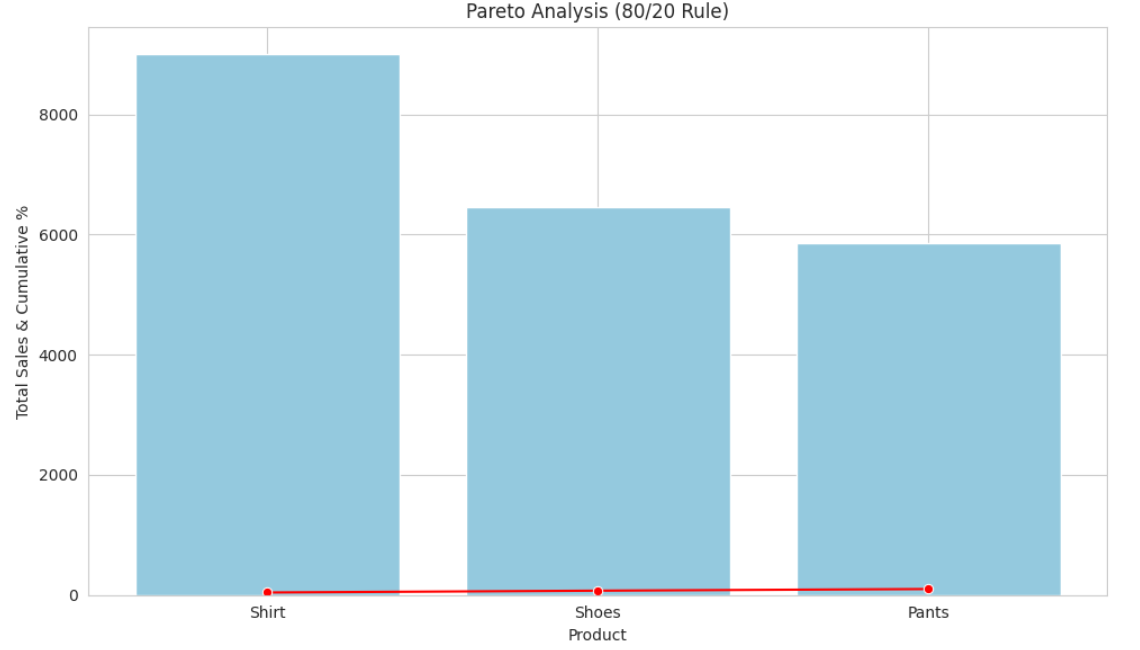 Pareto Analysis (80/20 Rule)
8000
6000
4000
2000
0
Total Sales & Cumulative %
Shirt Shoes Pants
Product